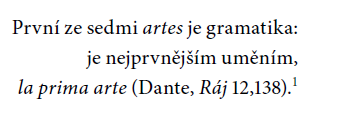 První ze sedmi artes je gramatika:
je nejprvnějším uměním,
la prima arte (Dante, Ráj 12,138).¹